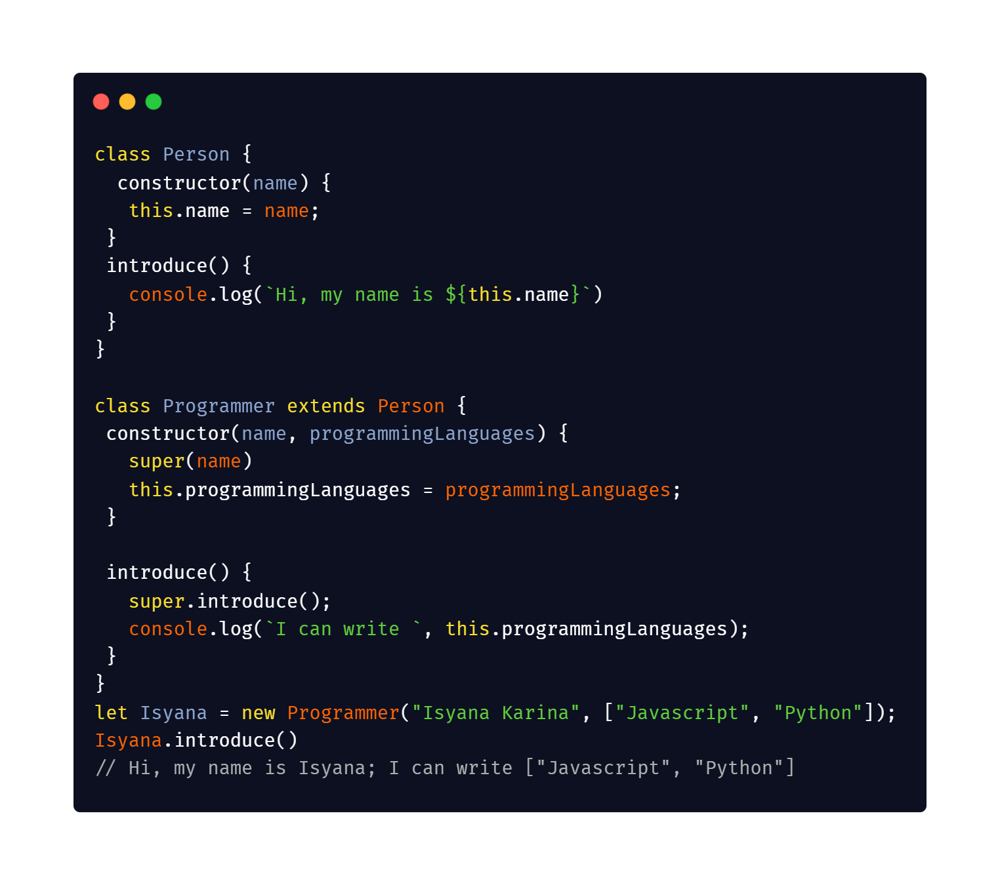 class Person {
  constructor(name) {
   this.name = name;
 }
 introduce() {
   console.log(`Hi, my name is ${this.name}`)
 }
}

class Programmer extends Person {
 constructor(name, programmingLanguages) {
   super(name)
   this.programmingLanguages = programmingLanguages;
 }

 introduce() {
   super.introduce();
   console.log(`I can write `, this.programmingLanguages);
 }
}
let Isyana = new Programmer("Isyana Karina", ["Javascript", "Python"]);
Isyana.introduce()
// Hi, my name is Isyana; I can write ["Javascript", "Python"]